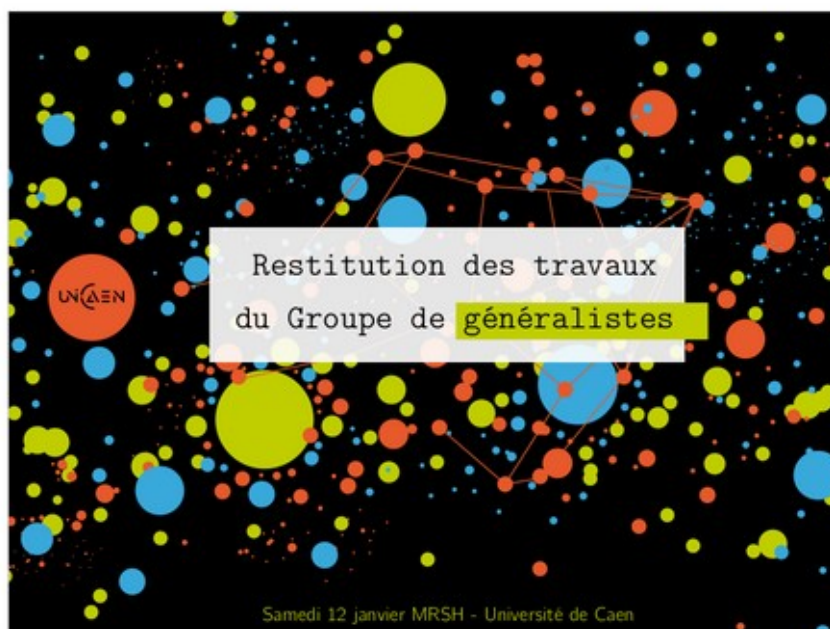 Restitution des travaux
du Groupe de généralistes
UNICAEN
Samedi 12 janvier MRSH - Université de Caen